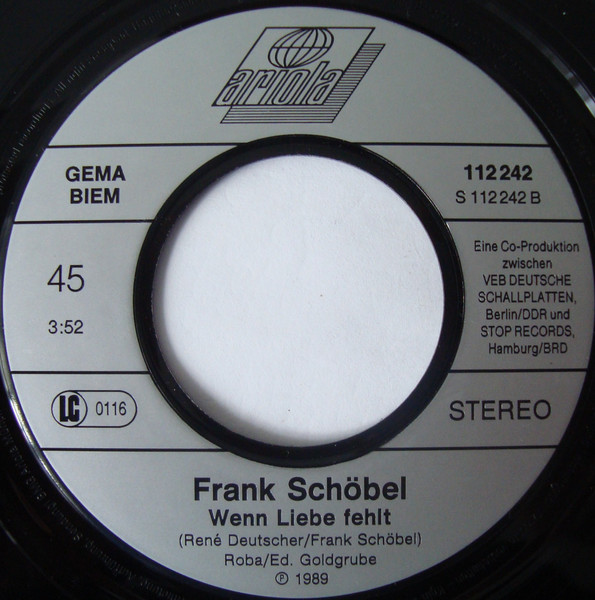 ariola
GEMA
BIEM
112 242
S 112 242 B
45
3:52
Eine Co-Produktion
zwischen
VEB DEUTSCHE
SCHALLPLATTEN,
Berlin/DDR und
STOP RECORDS,
Hamburg/BRD
LC 0116
STEREO
Frank Schöbel
Wenn Liebe fehlt
(René Deutscher/Frank Schöbel)
Roba/Ed. Goldgrube
℗ 1989